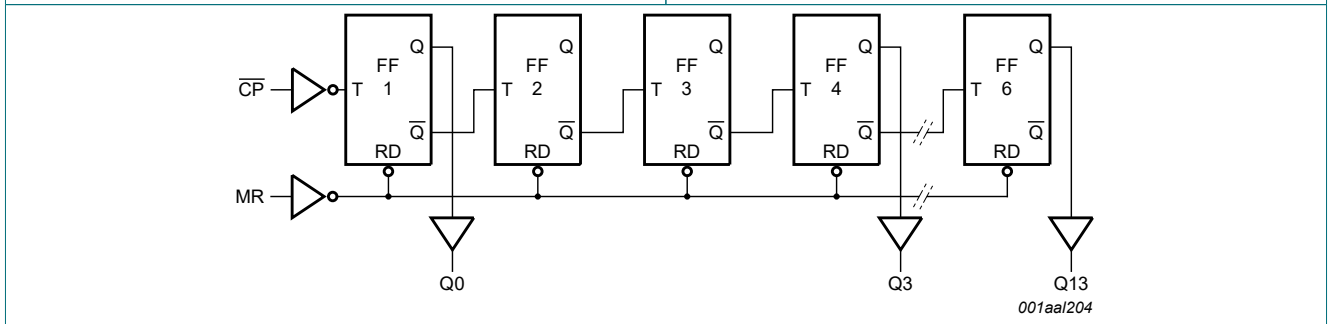 Q Q Q Q Q
FF FF FF FF FF
C̅P̅ T 1 T 2 T 3 T 4 T 6
Q̅ Q̅ Q̅ Q̅ Q̅
RD RD RD RD RD
MR
Q0 Q3 Q13
001aal204